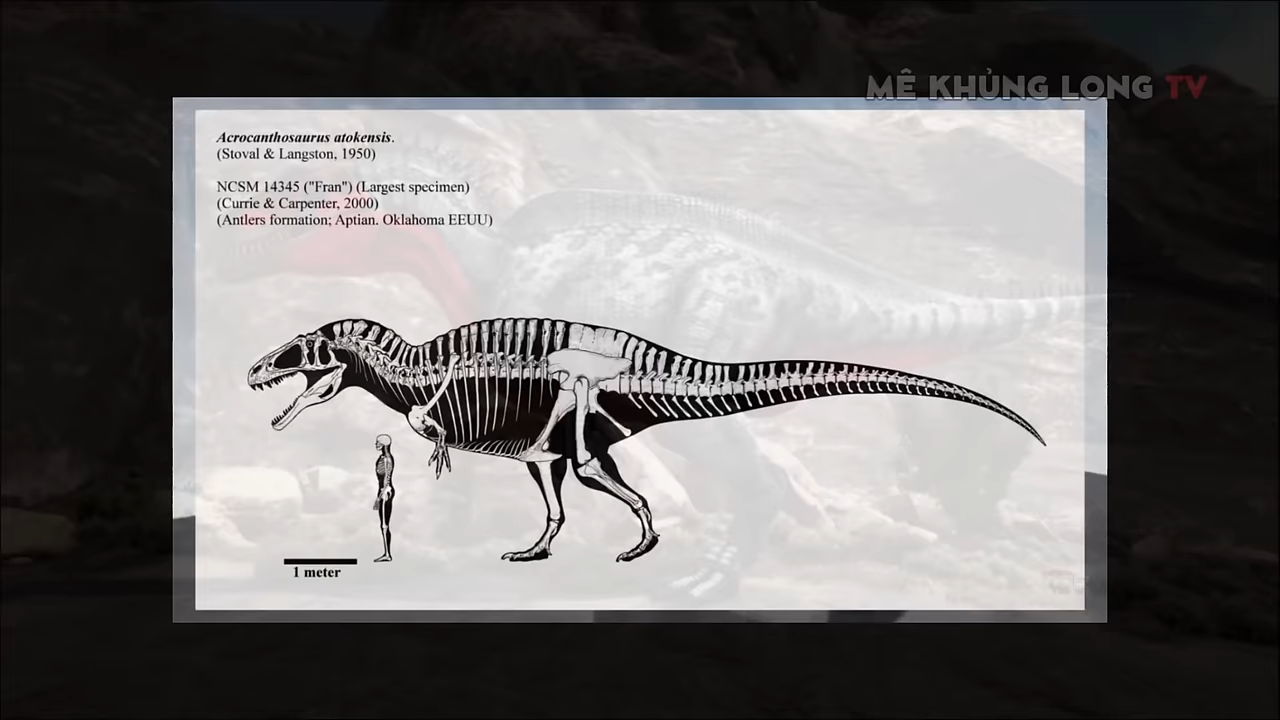 MÊ KHỦNG LONG TV
Acrocanthosaurus atokensis.
(Stoval & Langston, 1950)
NCSM 14345 ("Fran") (Largest specimen)
(Currie & Carpenter, 2000)
(Antlers formation; Aptian. Oklahoma EEUU)
1 meter